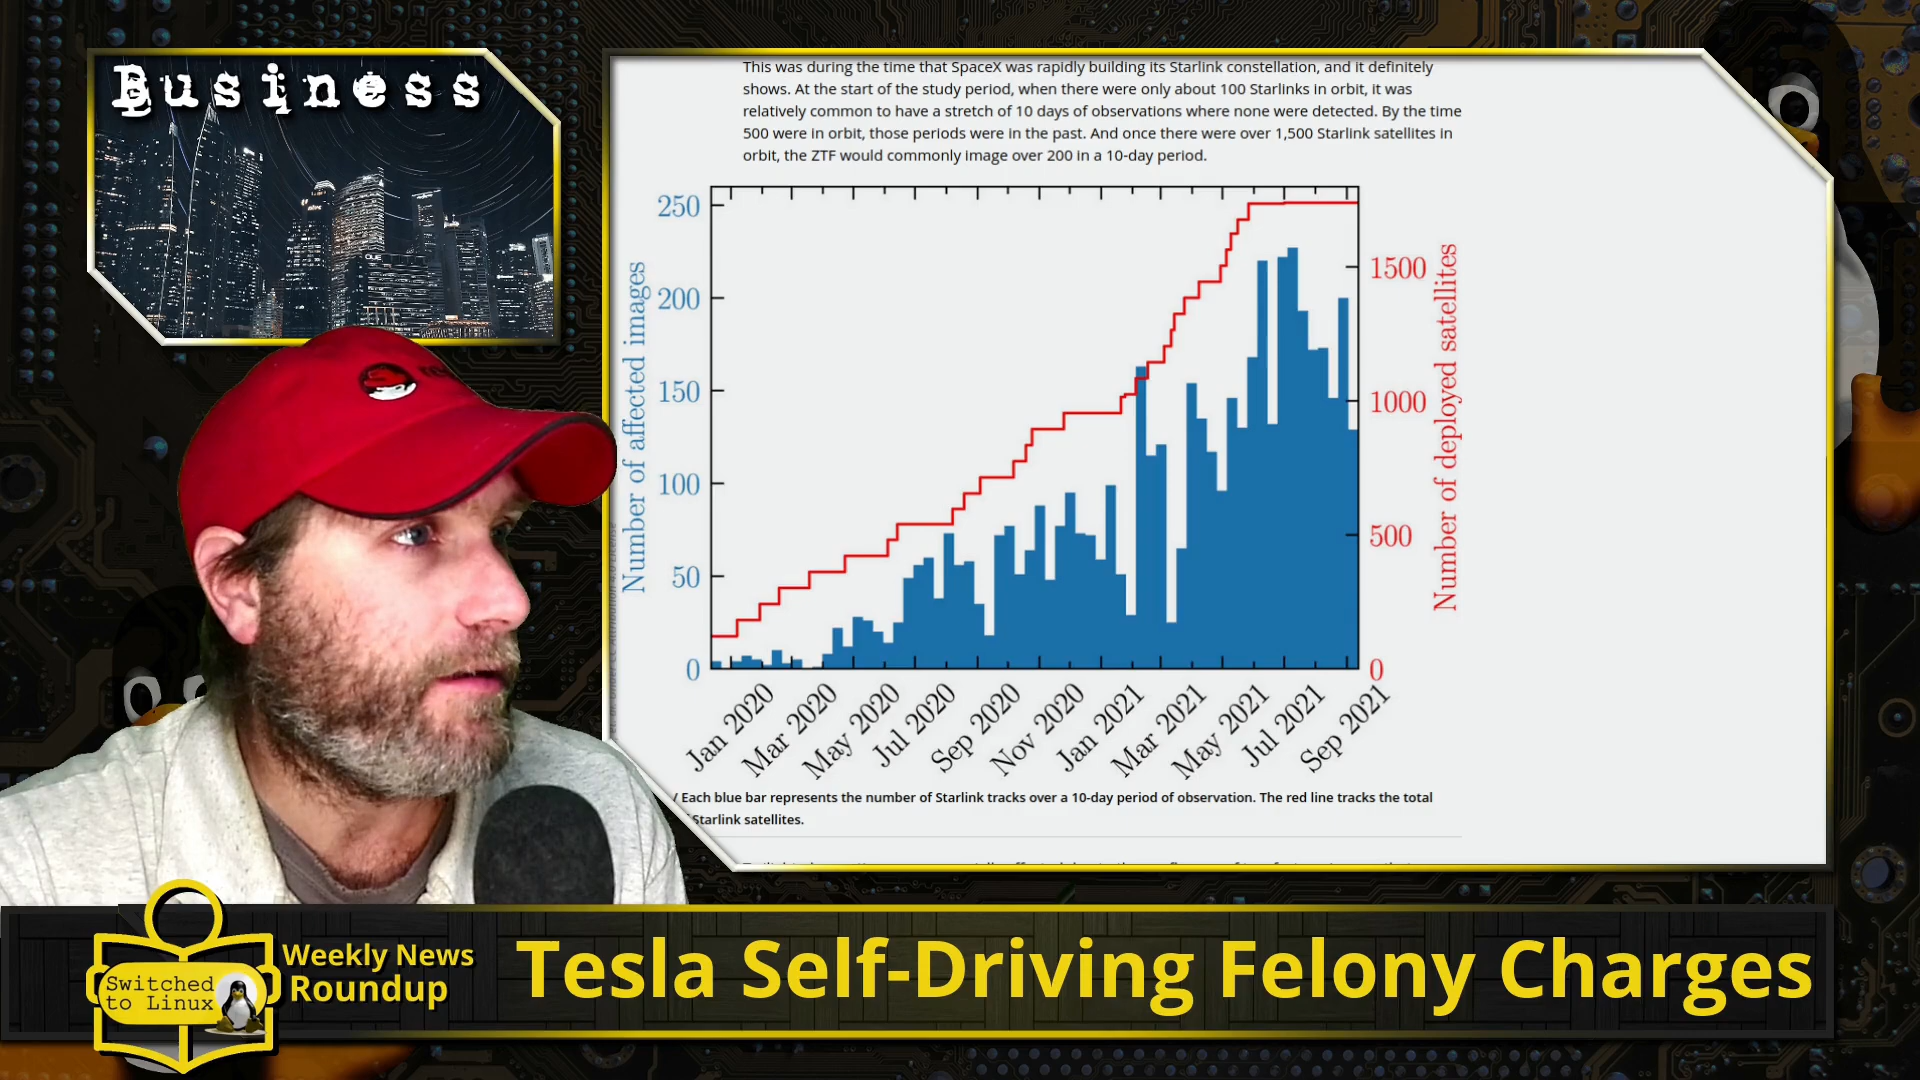 Business
This was during the time that SpaceX was rapidly building its Starlink constellation, and it definitely
shows. At the start of the study period, when there were only about 100 Starlinks in orbit, it was
relatively common to have a stretch of 10 days of observations where none were detected. By the time
500 were in orbit, those periods were in the past. And once there were over 1,500 Starlink satellites in
orbit, the ZTF would commonly image over 200 in a 10-day period.
250
200
150
100
50
0
Number of affected images
1500
1000
500
0
Number of deployed satellites
Jan 2020
Mar 2020
May 2020
Jul 2020
Sep 2020
Nov 2020
Jan 2021
Mar 2021
May 2021
Jul 2021
Sep 2021
/ Each blue bar represents the number of Starlink tracks over a 10-day period of observation. The red line tracks the total
Starlink satellites.
Switched
to Linux
Weekly News
Roundup
Tesla Self-Driving Felony Charges